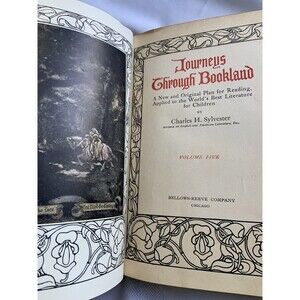 Journeys
Through Bookland
A New and Original Plan for Reading,
Applied to the World's Best Literature
for Children
BY
Charles H. Sylvester
VOLUME FIVE
BELLOWS-REEVE COMPANY
CHICAGO